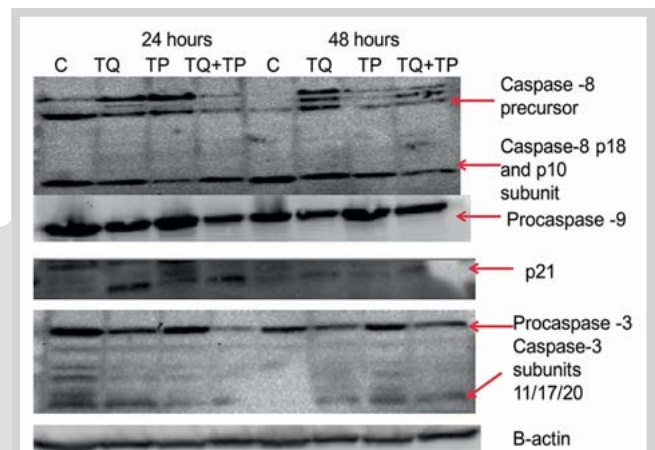 24 hours 48 hours
C TQ TP TQ+TP C TQ TP TQ+TP
Caspase -8
precursor
Caspase-8 p18
and p10
subunit
Procaspase -9
p21
Procaspase -3
Caspase-3
subunits
11/17/20
B-actin